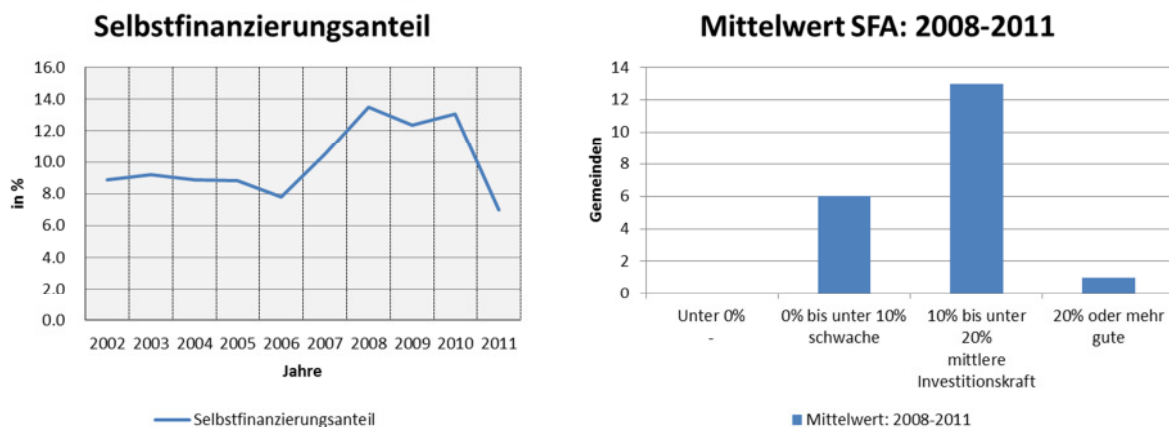 Selbstfinanzierungsanteil
16.0
14.0
12.0
10.0
8.0
6.0
4.0
2.0
0.0
in %
2002 2003 2004 2005 2006 2007 2008 2009 2010 2011
Jahre
Selbstfinanzierungsanteil
Mittelwert SFA: 2008-2011
14
12
10
8
6
4
2
0
Gemeinden
Unter 0%
-
0% bis unter 10%
schwache
10% bis unter
20%
mittlere
Investitionskraft
20% oder mehr
gute
Mittelwert: 2008-2011